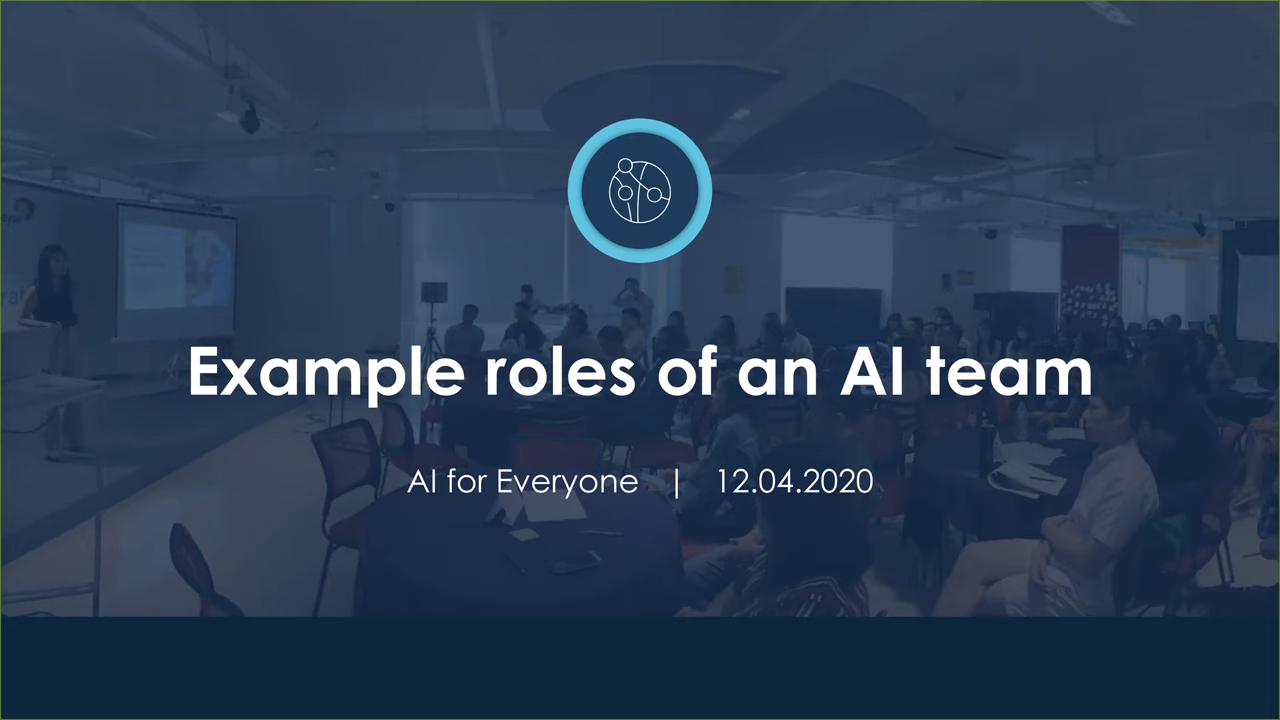 Example roles of an AI team
AI for Everyone | 12.04.2020